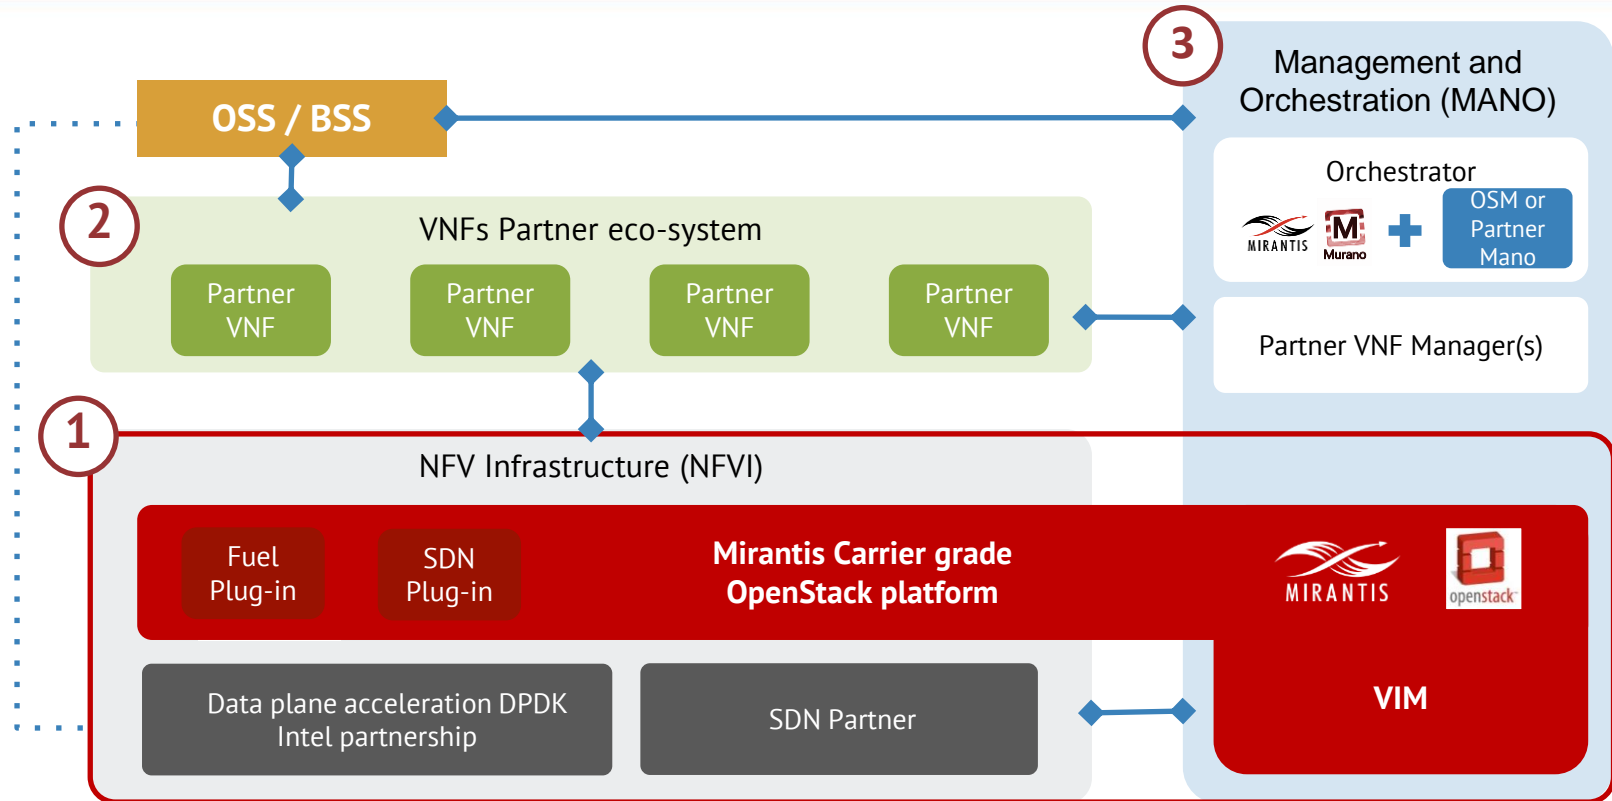 3
Management and
Orchestration (MANO)
OSS / BSS
Orchestrator
MIRANTIS
M
Murano
OSM or
Partner
Mano
2
VNFs Partner eco-system
Partner
VNF
Partner
VNF
Partner
VNF
Partner
VNF
Partner VNF Manager(s)
1
NFV Infrastructure (NFVI)
Fuel
Plug-in
SDN
Plug-in
Mirantis Carrier grade
OpenStack platform
MIRANTIS
openstack
Data plane acceleration DPDK
Intel partnership
SDN Partner
VIM